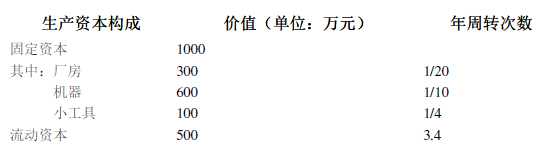 生产资本构成 价值（单位：万元） 年周转次数
固定资本 1000
其中：厂房 300 1/20
机器 600 1/10
小工具 100 1/4
流动资本 500 3.4